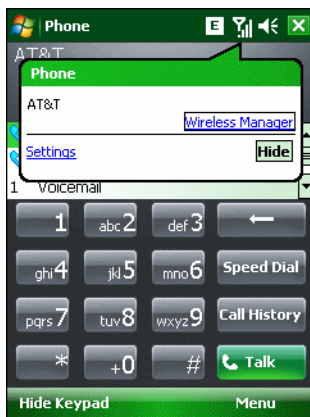 Phone E
AT&T
Phone
AT&T
Wireless Manager
Settings Hide
1 Voicemail
1 abc 2 def 3
ghi 4 jkl 5 mno 6 Speed Dial
pqrs 7 tuv 8 wxyz 9 Call History
* +0 # Talk
Hide Keypad Menu